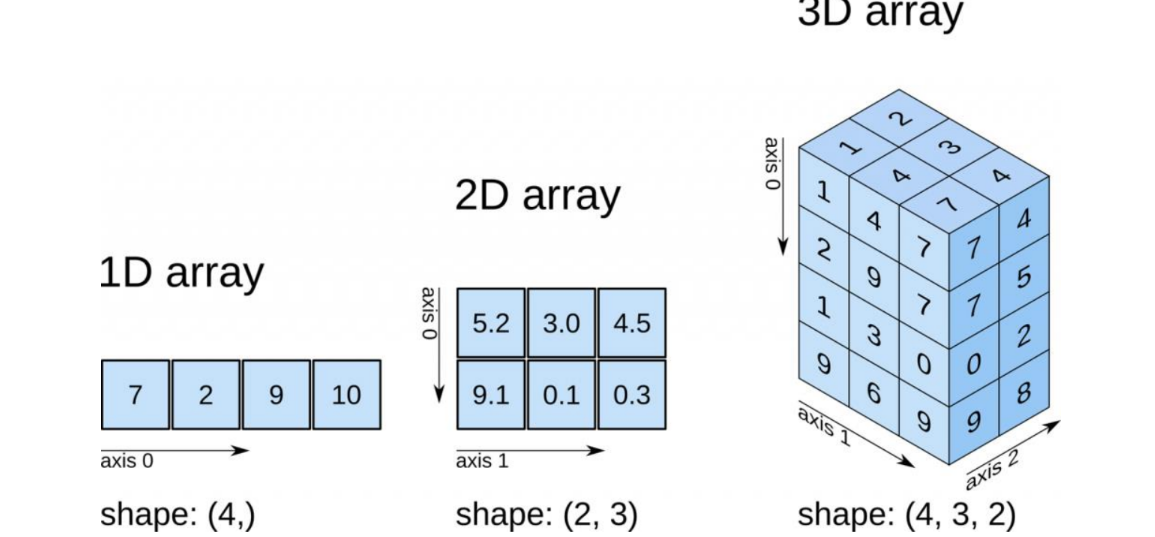 3D array
2D array
1D array
7 2 9 10
axis 0
shape: (4,)
axis 0
5.2 3.0 4.5
9.1 0.1 0.3
axis 1
shape: (2, 3)
axis 0
2
1 3
4 4
7
1 4 7 7 4
2 9 7 7 5
1 3 0 0 2
9 6 9 9 8
axis 1
axis 2
shape: (4, 3, 2)